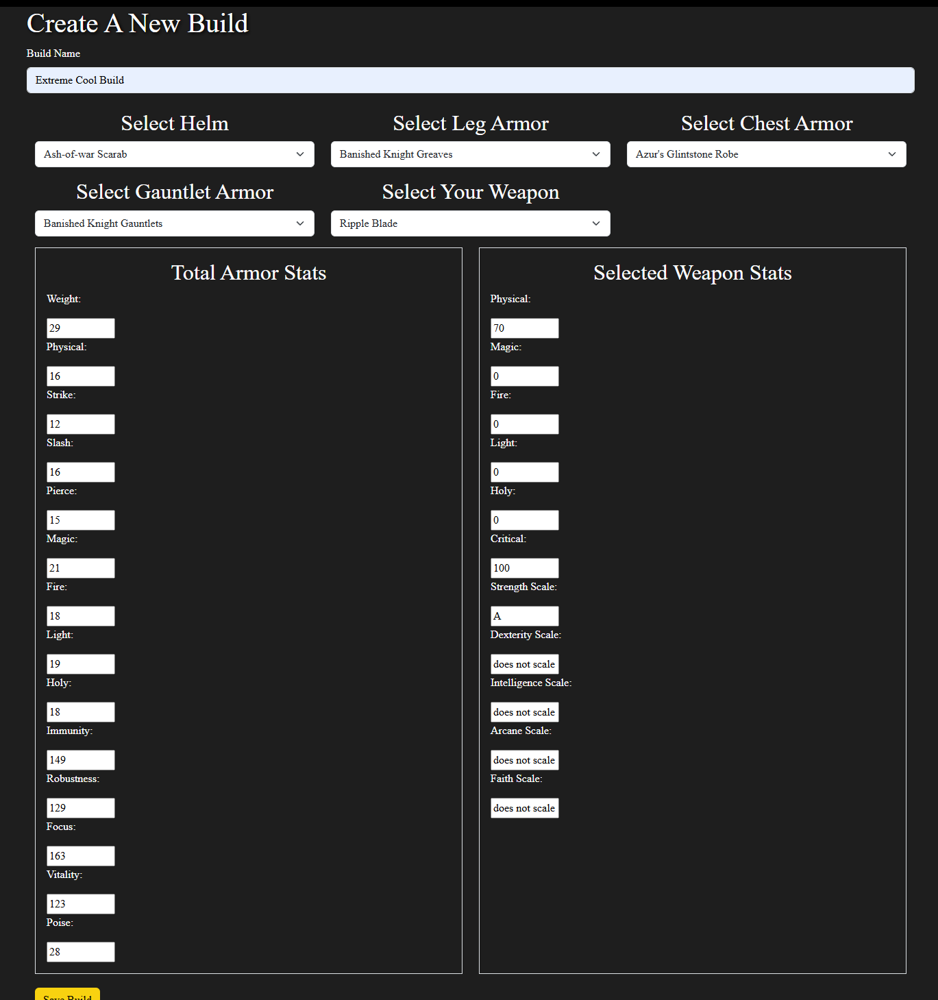 Create A New Build
Build Name
Extreme Cool Build
Select Helm
Ash-of-war Scarab
Select Leg Armor
Banished Knight Greaves
Select Chest Armor
Azur's Glintstone Robe
Select Gauntlet Armor
Banished Knight Gauntlets
Select Your Weapon
Ripple Blade
Total Armor Stats
Weight:
29
Physical:
16
Strike:
12
Slash:
16
Pierce:
15
Magic:
21
Fire:
18
Light:
19
Holy:
18
Immunity:
149
Robustness:
129
Focus:
163
Vitality:
123
Poise:
28
Selected Weapon Stats
Physical:
70
Magic:
0
Fire:
0
Light:
0
Holy:
0
Critical:
100
Strength Scale:
A
Dexterity Scale:
does not scale
Intelligence Scale:
does not scale
Arcane Scale:
does not scale
Faith Scale:
does not scale
Save Build